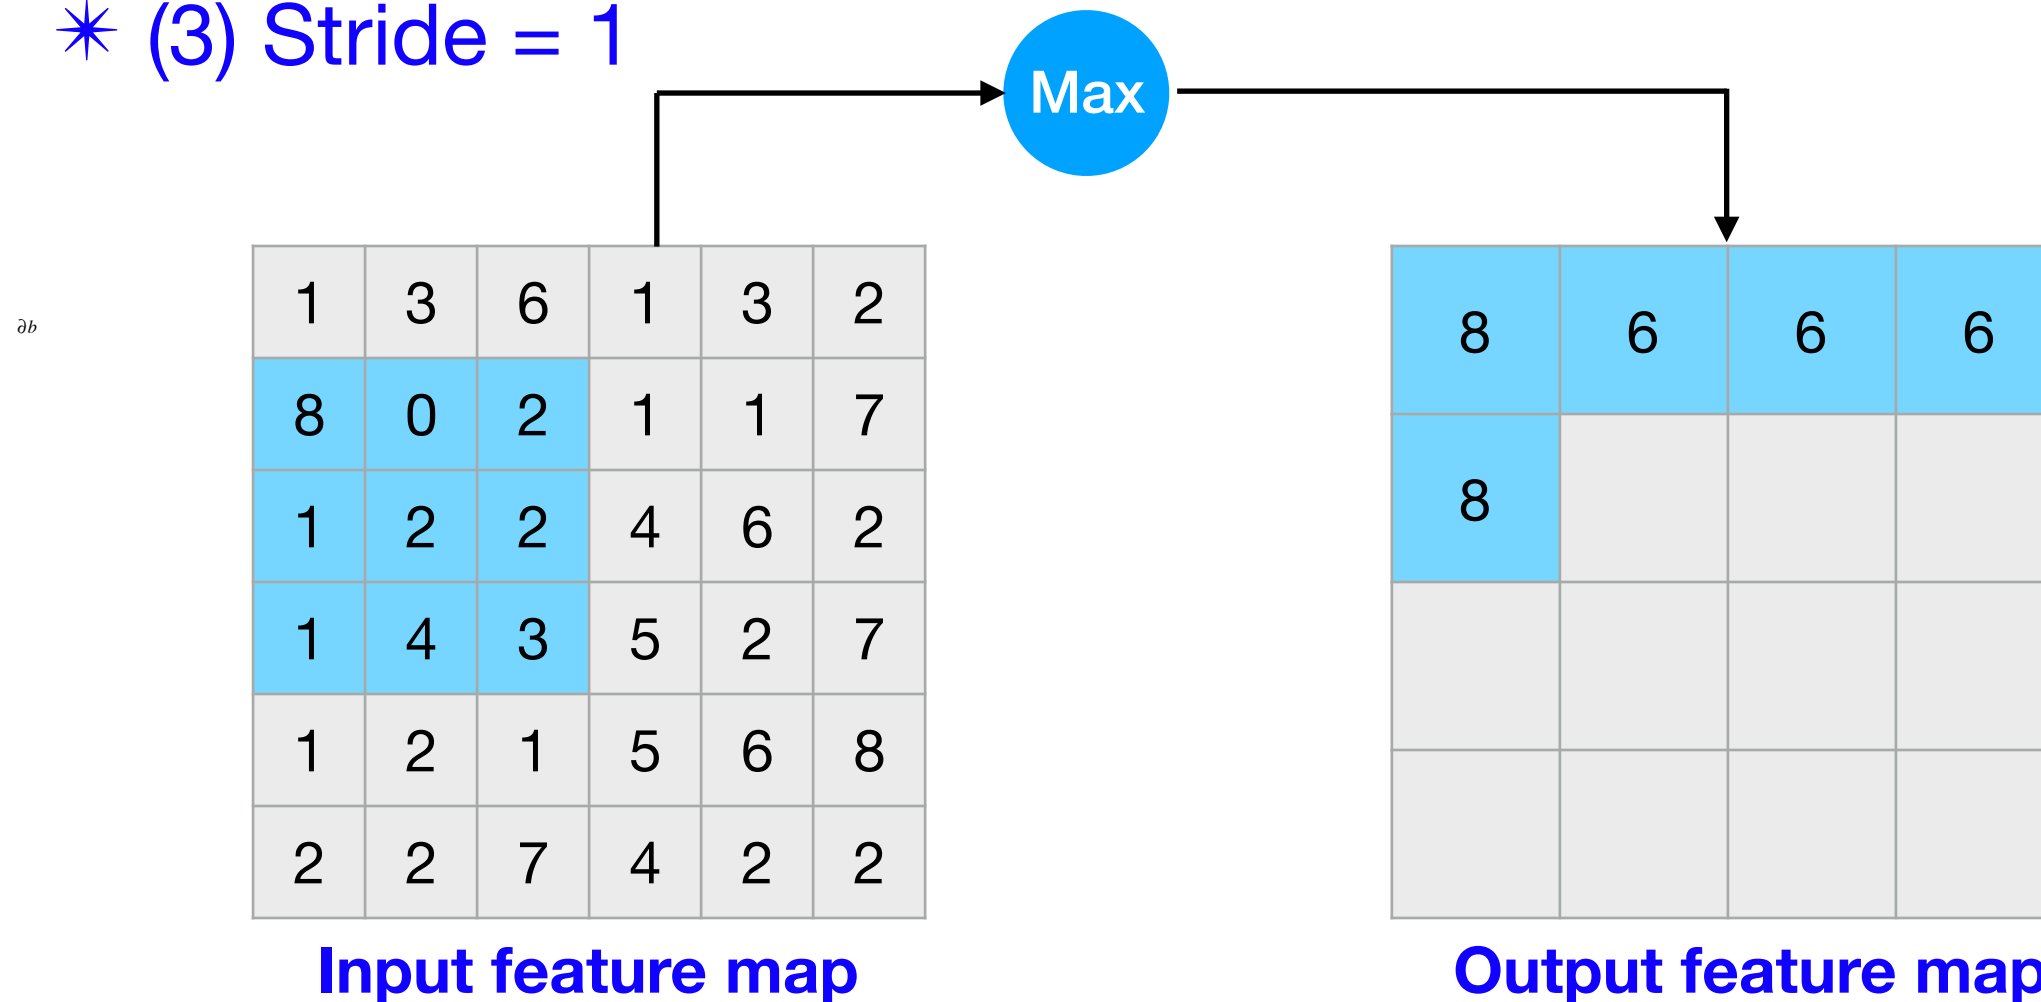 ✴ (3) Stride = 1
Max
∂b
1 3 6 1 3 2
8 0 2 1 1 7
1 2 2 4 6 2
1 4 3 5 2 7
1 2 1 5 6 8
2 2 7 4 2 2
8 6 6 6
8
Input feature map
Output feature map